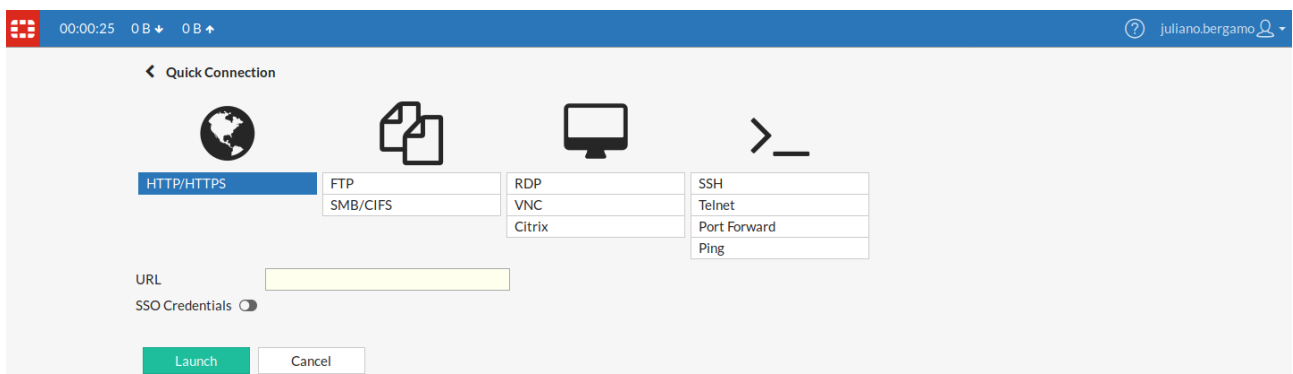 00:00:25 0 B 0 B juliano.bergamo
Quick Connection
HTTP/HTTPS FTP RDP SSH
SMB/CIFS VNC Telnet
Citrix Port Forward
Ping
URL
SSO Credentials
Launch Cancel